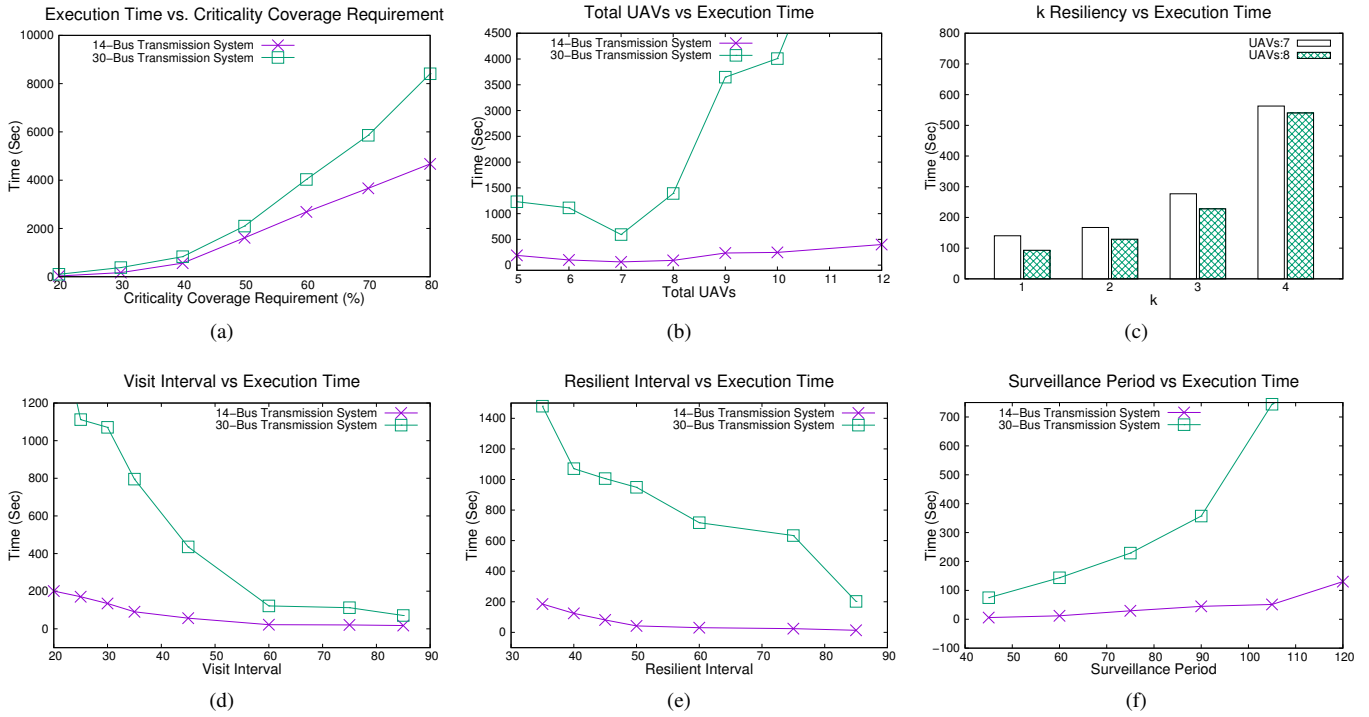 Execution Time vs. Criticality Coverage Requirement
14-Bus Transmission System
30-Bus Transmission System
Time (Sec)
10000
8000
6000
4000
2000
0
20 30 40 50 60 70 80
Criticality Coverage Requirement (%)
(a)
Total UAVs vs Execution Time
14-Bus Transmission System
30-Bus Transmission System
Time (Sec)
4500
4000
3500
3000
2500
2000
1500
1000
500
0
5 6 7 8 9 10 11 12
Total UAVs
(b)
k Resiliency vs Execution Time
UAVs:7
UAVs:8
Time (Sec)
800
700
600
500
400
300
200
100
0
1 2 3 4
k
(c)
Visit Interval vs Execution Time
14-Bus Transmission System
30-Bus Transmission System
Time (Sec)
1200
1000
800
600
400
200
0
20 30 40 50 60 70 80 90
Visit Interval
(d)
Resilient Interval vs Execution Time
14-Bus Transmission System
30-Bus Transmission System
Time (Sec)
1400
1200
1000
800
600
400
200
0
30 40 50 60 70 80 90
Resilient Interval
(e)
Surveillance Period vs Execution Time
14-Bus Transmission System
30-Bus Transmission System
Time (Sec)
700
600
500
400
300
200
100
0
-100
40 50 60 70 80 90 100 110 120
Surveillance Period
(f)